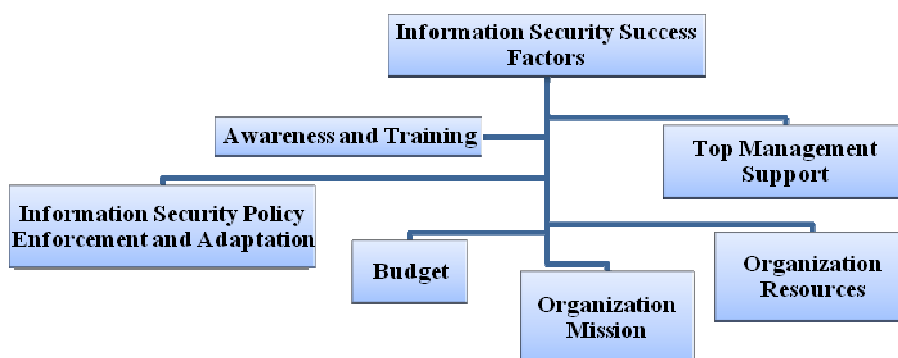 Information Security Success
Factors
Awareness and Training
Top Management
Support
Information Security Policy
Enforcement and Adaptation
Budget
Organization
Mission
Organization
Resources